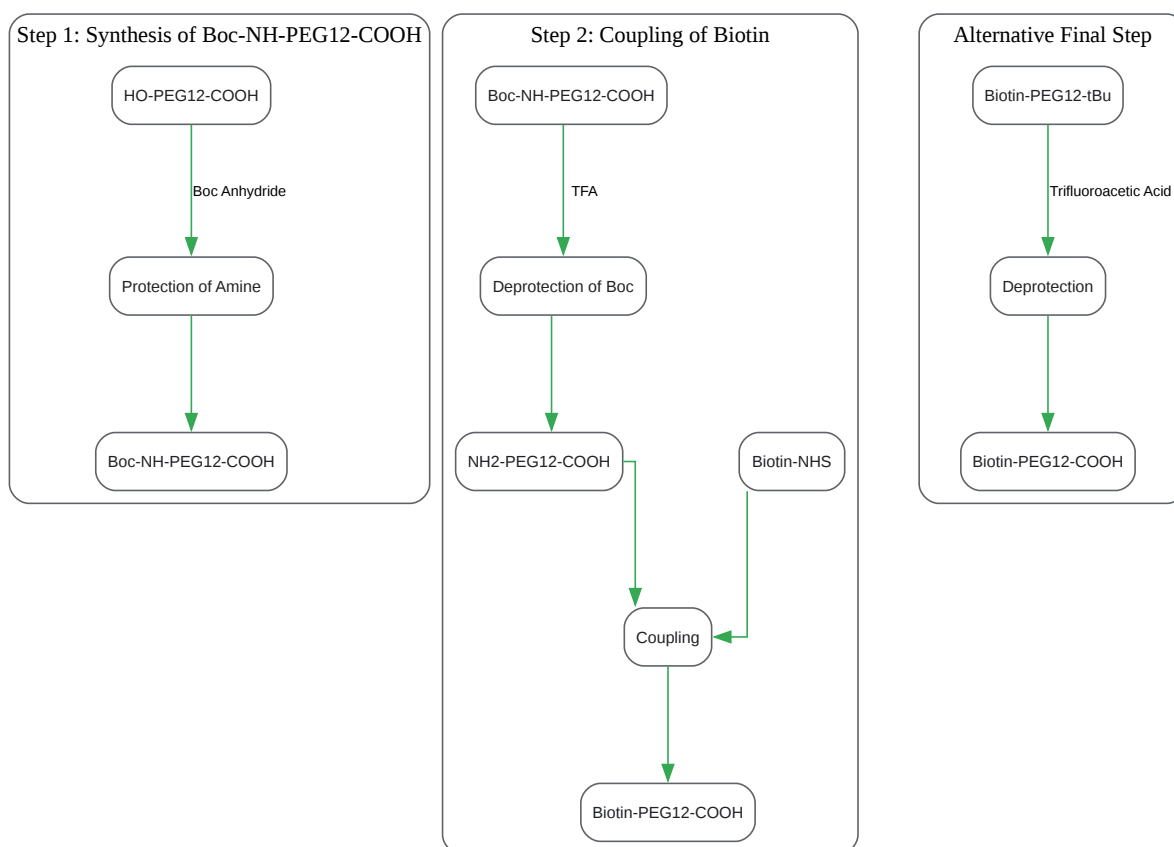 Step 1: Synthesis of Boc-NH-PEG12-COOH
HO-PEG12-COOH
Boc Anhydride
Protection of Amine
Boc-NH-PEG12-COOH
Step 2: Coupling of Biotin
Boc-NH-PEG12-COOH
TFA
Deprotection of Boc
NH2-PEG12-COOH
Biotin-NHS
Coupling
Biotin-PEG12-COOH
Alternative Final Step
Biotin-PEG12-tBu
Trifluoroacetic Acid
Deprotection
Biotin-PEG12-COOH